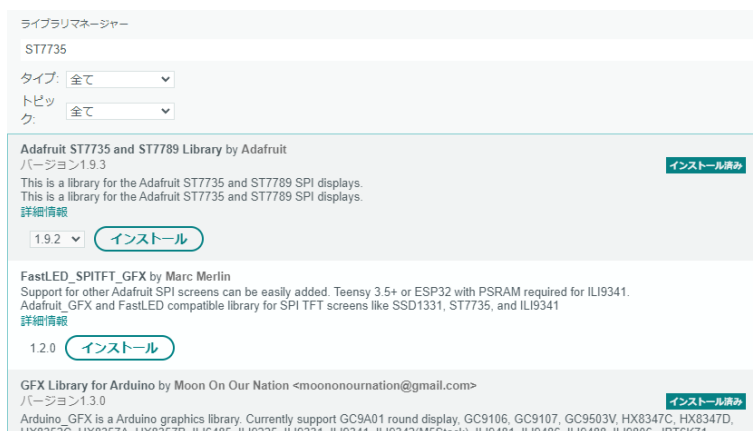 ライブラリマネージャー
ST7735
タイプ: 全て
トピッ
ク: 全て
Adafruit ST7735 and ST7789 Library by Adafruit
バージョン1.9.3
インストール済み
This is a library for the Adafruit ST7735 and ST7789 SPI displays.
This is a library for the Adafruit ST7735 and ST7789 SPI displays.
詳細情報
1.9.2 インストール
FastLED_SPITFT_GFX by Marc Merlin
Support for other Adafruit SPI screens can be easily added. Teensy 3.5+ or ESP32 with PSRAM required for ILI9341.
Adafruit_GFX and FastLED compatible library for SPI TFT screens like SSD1331, ST7735, and ILI9341
詳細情報
1.2.0 インストール
GFX Library for Arduino by Moon On Our Nation <moononournation@gmail.com>
バージョン1.3.0
インストール済み
Arduino_GFX is a Arduino graphics library. Currently support GC9A01 round display, GC9106, GC9107, GC9503V, HX8347C, HX8347D,